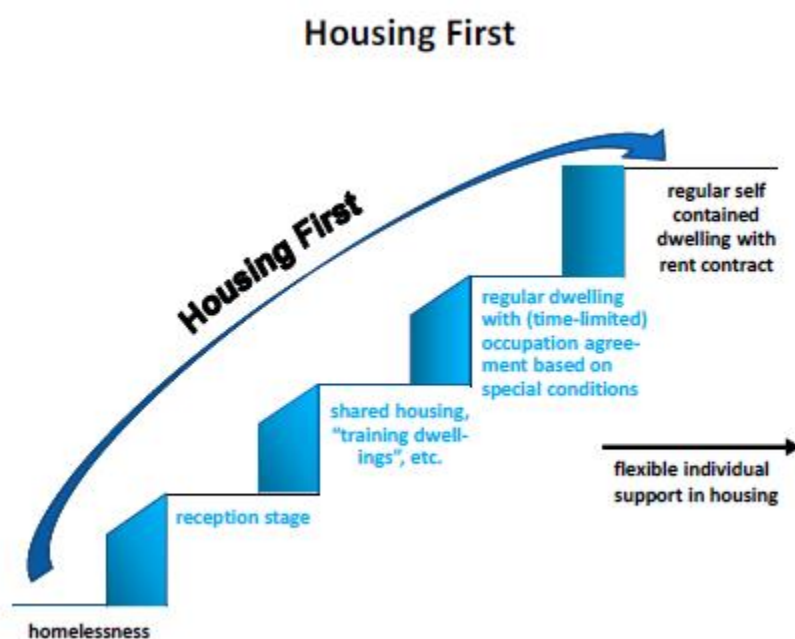 Housing First
Housing First
regular self
contained
dwelling with
rent contract
regular dwelling
with (time-limited)
occupation agree-
ment based on
special conditions
shared housing,
“training dwell-
ings”, etc.
flexible individual
support in housing
reception stage
homelessness